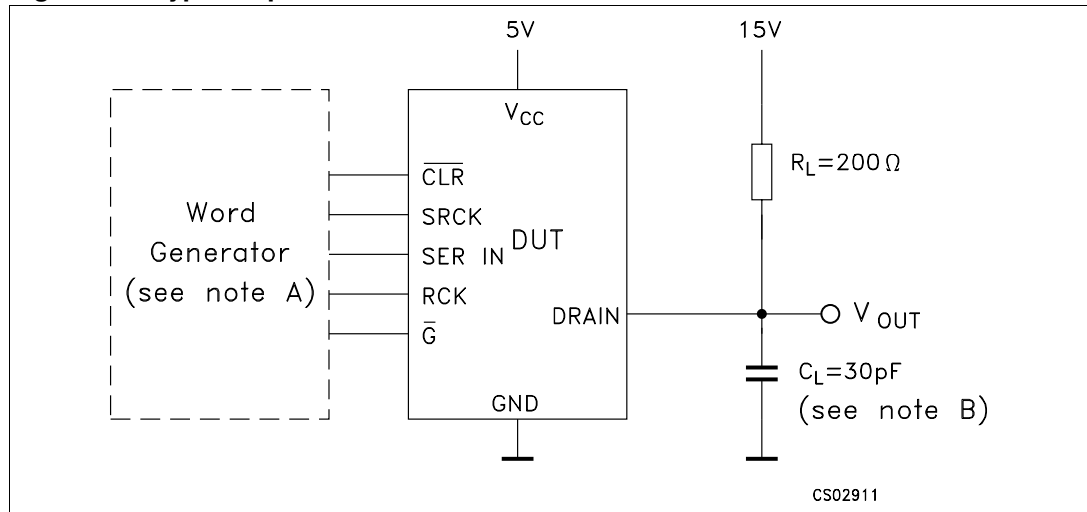 5V
15V
V_CC
C̅L̅R̅
SRCK
SER IN
RCK
G̅
DUT
DRAIN
GND
Word
Generator
(see note A)
R_L=200Ω
V_OUT
C_L=30pF
(see note B)
CS02911